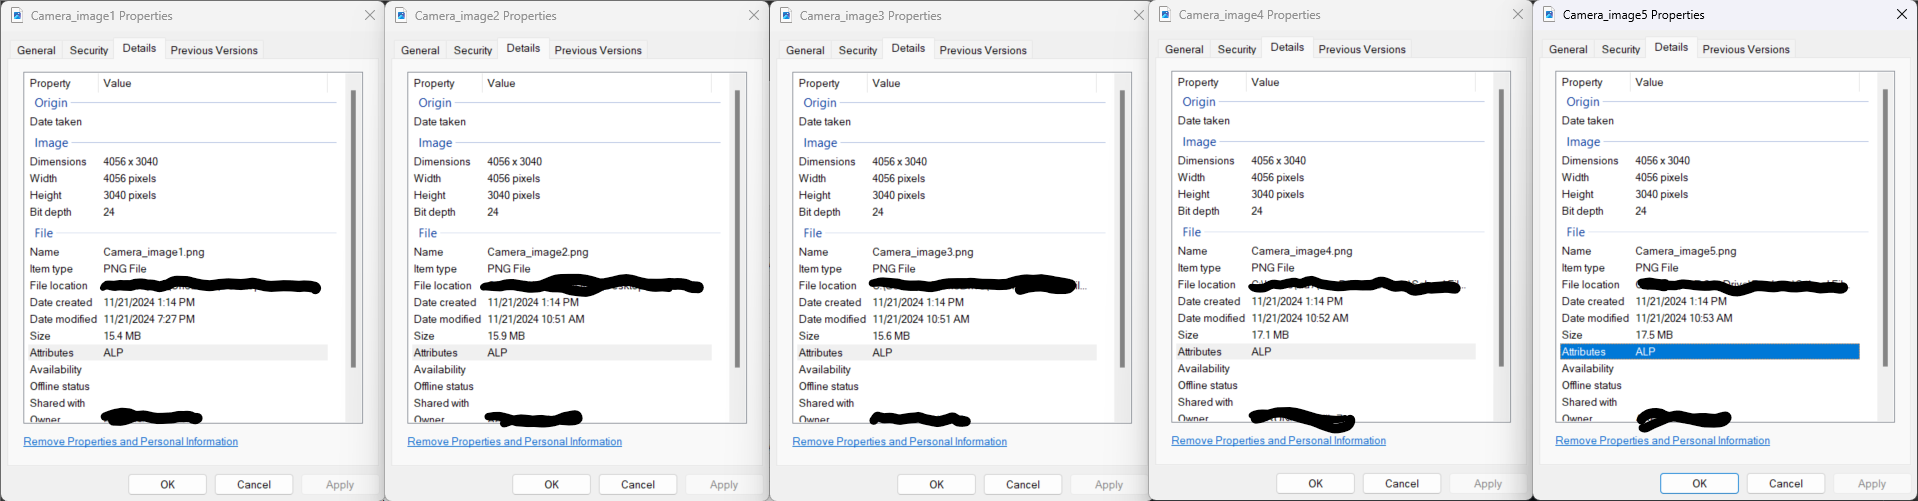 Camera_image1 Properties
General Security Details Previous Versions
Property Value
Origin
Date taken
Image
Dimensions 4056 x 3040
Width 4056 pixels
Height 3040 pixels
Bit depth 24
File
Name Camera_image1.png
Item type PNG File
File location
Date created 11/21/2024 1:14 PM
Date modified 11/21/2024 7:27 PM
Size 15.4 MB
Attributes ALP
Availability
Offline status
Shared with
Owner
Remove Properties and Personal Information
OK Cancel Apply
Camera_image2 Properties
General Security Details Previous Versions
Property Value
Origin
Date taken
Image
Dimensions 4056 x 3040
Width 4056 pixels
Height 3040 pixels
Bit depth 24
File
Name Camera_image2.png
Item type PNG File
File location
Date created 11/21/2024 1:14 PM
Date modified 11/21/2024 10:51 AM
Size 15.9 MB
Attributes ALP
Availability
Offline status
Shared with
Owner
Remove Properties and Personal Information
OK Cancel Apply
Camera_image3 Properties
General Security Details Previous Versions
Property Value
Origin
Date taken
Image
Dimensions 4056 x 3040
Width 4056 pixels
Height 3040 pixels
Bit depth 24
File
Name Camera_image3.png
Item type PNG File
File location
Date created 11/21/2024 1:14 PM
Date modified 11/21/2024 10:51 AM
Size 15.6 MB
Attributes ALP
Availability
Offline status
Shared with
Owner
Remove Properties and Personal Information
OK Cancel Apply
Camera_image4 Properties
General Security Details Previous Versions
Property Value
Origin
Date taken
Image
Dimensions 4056 x 3040
Width 4056 pixels
Height 3040 pixels
Bit depth 24
File
Name Camera_image4.png
Item type PNG File
File location
Date created 11/21/2024 1:14 PM
Date modified 11/21/2024 10:52 AM
Size 17.1 MB
Attributes ALP
Availability
Offline status
Shared with
Owner
Remove Properties and Personal Information
OK Cancel Apply
Camera_image5 Properties
General Security Details Previous Versions
Property Value
Origin
Date taken
Image
Dimensions 4056 x 3040
Width 4056 pixels
Height 3040 pixels
Bit depth 24
File
Name Camera_image5.png
Item type PNG File
File location
Date created 11/21/2024 1:14 PM
Date modified 11/21/2024 10:53 AM
Size 17.5 MB
Attributes ALP
Availability
Offline status
Shared with
Owner
Remove Properties and Personal Information
OK Cancel Apply